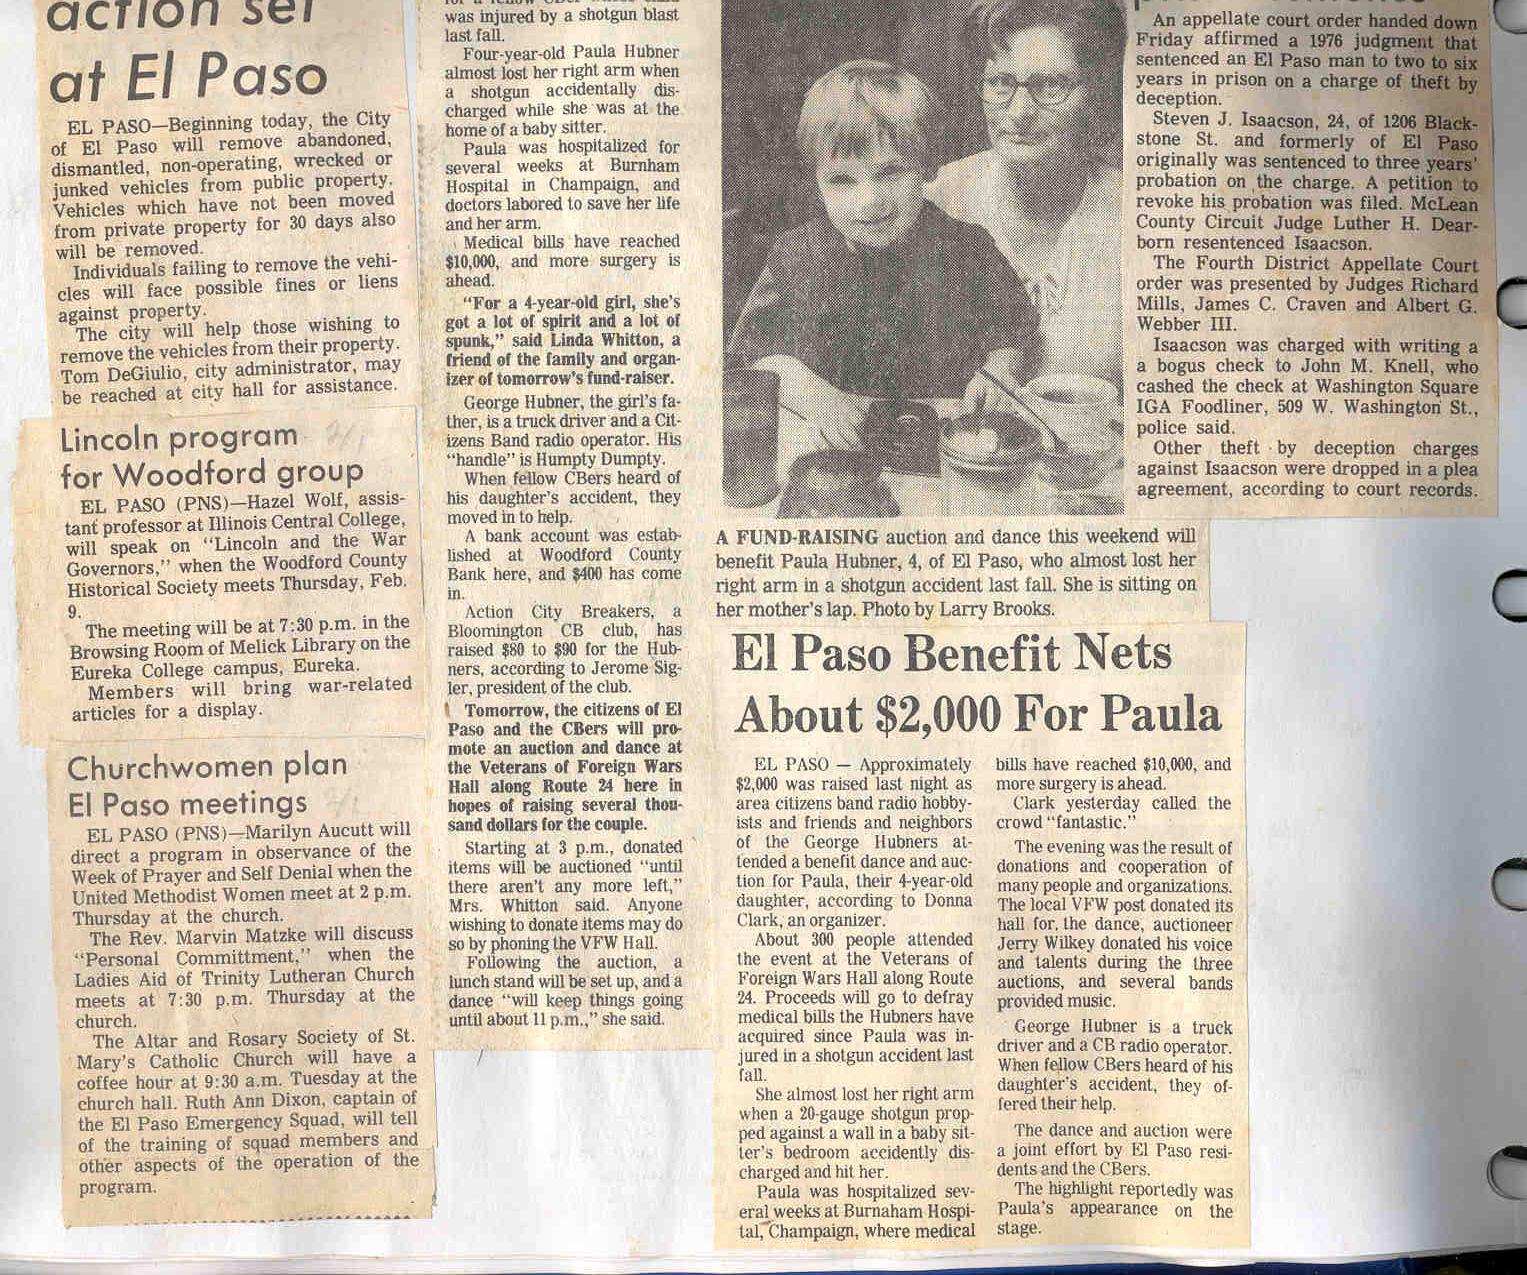 action set
at El Paso
EL PASO—Beginning today, the City
of El Paso will remove abandoned,
dismantled, non-operating, wrecked or
junked vehicles from public property.
Vehicles which have not been moved
from private property for 30 days also
will be removed.
Individuals failing to remove the vehi-
cles will face possible fines or liens
against property.
The city will help those wishing to
remove the vehicles from their property.
Tom DeGiulio, city administrator, may
be reached at city hall for assistance.
Lincoln program
for Woodford group
EL PASO (PNS)—Hazel Wolf, assis-
tant professor at Illinois Central College,
will speak on "Lincoln and the War
Governors," when the Woodford County
Historical Society meets Thursday, Feb.
9.
The meeting will be at 7:30 p.m. in the
Browsing Room of Melick Library on the
Eureka College campus, Eureka.
Members will bring war-related
articles for a display.
Churchwomen plan
El Paso meetings
EL PASO (PNS)—Marilyn Aucutt will
direct a program in observance of the
Week of Prayer and Self Denial when the
United Methodist Women meet at 2 p.m.
Thursday at the church.
The Rev. Marvin Matzke will discuss
"Personal Committment," when the
Ladies Aid of Trinity Lutheran Church
meets at 7:30 p.m. Thursday at the
church.
The Altar and Rosary Society of St.
Mary's Catholic Church will have a
coffee hour at 9:30 a.m. Tuesday at the
church hall. Ruth Ann Dixon, captain of
the El Paso Emergency Squad, will tell
of the training of squad members and
other aspects of the operation of the
program.
was injured by a shotgun blast
last fall.
Four-year-old Paula Hubner
almost lost her right arm when
a shotgun accidentally dis-
charged while she was at the
home of a baby sitter.
Paula was hospitalized for
several weeks at Burnham
Hospital in Champaign, and
doctors labored to save her life
and her arm.
Medical bills have reached
$10,000, and more surgery is
ahead.
"For a 4-year-old girl, she's
got a lot of spirit and a lot of
spunk," said Linda Whitton, a
friend of the family and organ-
izer of tomorrow's fund-raiser.
George Hubner, the girl's fa-
ther, is a truck driver and a Cit-
izens Band radio operator. His
"handle" is Humpty Dumpty.
When fellow CBers heard of
his daughter's accident, they
moved in to help.
A bank account was estab-
lished at Woodford County
Bank here, and $400 has come
in.
Action City Breakers, a
Bloomington CB club, has
raised $80 to $90 for the Hub-
ners, according to Jerome Sig-
ler, president of the club.
Tomorrow, the citizens of El
Paso and the CBers will pro-
mote an auction and dance at
the Veterans of Foreign Wars
Hall along Route 24 here in
hopes of raising several thou-
sand dollars for the couple.
Starting at 3 p.m., donated
items will be auctioned "until
there aren't any more left,"
Mrs. Whitton said. Anyone
wishing to donate items may do
so by phoning the VFW Hall.
Following the auction, a
lunch stand will be set up, and a
dance "will keep things going
until about 11 p.m.," she said.
A FUND-RAISING auction and dance this weekend will
benefit Paula Hubner, 4, of El Paso, who almost lost her
right arm in a shotgun accident last fall. She is sitting on
her mother's lap. Photo by Larry Brooks.
El Paso Benefit Nets
About $2,000 For Paula
EL PASO — Approximately
$2,000 was raised last night as
area citizens band radio hobby-
ists and friends and neighbors
of the George Hubners at-
tended a benefit dance and auc-
tion for Paula, their 4-year-old
daughter, according to Donna
Clark, an organizer.
About 300 people attended
the event at the Veterans of
Foreign Wars Hall along Route
24. Proceeds will go to defray
medical bills the Hubners have
acquired since Paula was in-
jured in a shotgun accident last
fall.
She almost lost her right arm
when a 20-gauge shotgun prop-
ped against a wall in a baby sit-
ter's bedroom accidently dis-
charged and hit her.
Paula was hospitalized sev-
eral weeks at Burnaham Hospi-
tal, Champaign, where medical
bills have reached $10,000, and
more surgery is ahead.
Clark yesterday called the
crowd "fantastic."
The evening was the result of
donations and cooperation of
many people and organizations.
The local VFW post donated its
hall for the dance, auctioneer
Jerry Wilkey donated his voice
and talents during the three
auctions, and several bands
provided music.
George Hubner is a truck
driver and a CB radio operator.
When fellow CBers heard of his
daughter's accident, they of-
fered their help.
The dance and auction were
a joint effort by El Paso resi-
dents and the CBers.
The highlight reportedly was
Paula's appearance on the
stage.
An appellate court order handed down
Friday affirmed a 1976 judgment that
sentenced an El Paso man to two to six
years in prison on a charge of theft by
deception.
Steven J. Isaacson, 24, of 1206 Black-
stone St. and formerly of El Paso
originally was sentenced to three years'
probation on the charge. A petition to
revoke his probation was filed. McLean
County Circuit Judge Luther H. Dear-
born resentenced Isaacson.
The Fourth District Appellate Court
order was presented by Judges Richard
Mills, James C. Craven and Albert G.
Webber III.
Isaacson was charged with writing a
a bogus check to John M. Knell, who
cashed the check at Washington Square
IGA Foodliner, 509 W. Washington St.,
police said.
Other theft by deception charges
against Isaacson were dropped in a plea
agreement, according to court records.